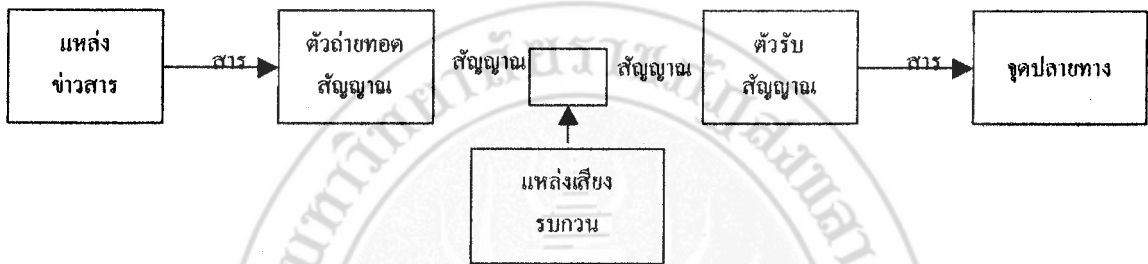 แหล่ง
ข่าวสาร
สาร
ตัวถ่ายทอด
สัญญาณ
สัญญาณ
สัญญาณ
ตัวรับ
สัญญาณ
สาร
จุดปลายทาง
แหล่งเสียง
รบกวน